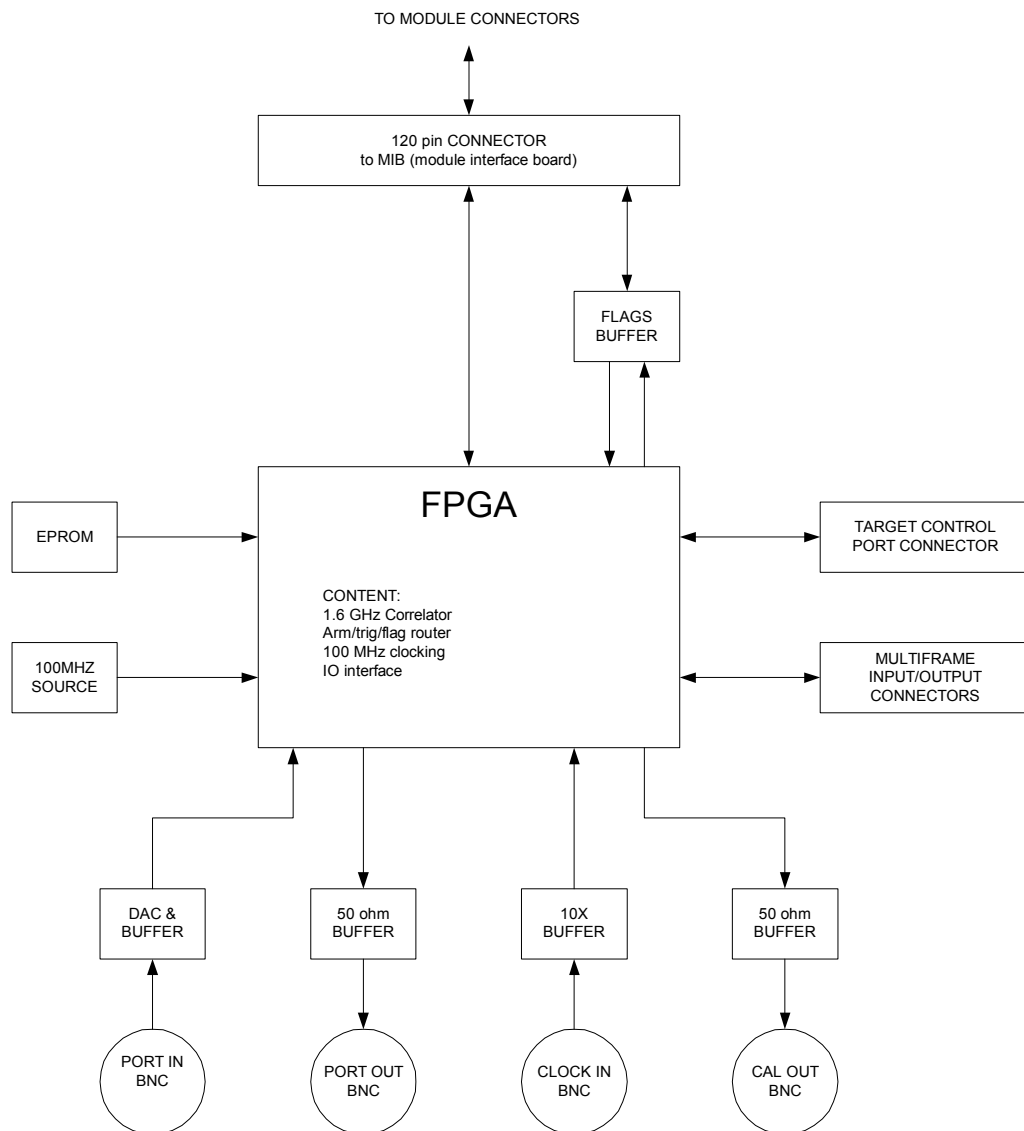 TO MODULE CONNECTORS
120 pin CONNECTOR
to MIB (module interface board)
FLAGS
BUFFER
FPGA
EPROM
TARGET CONTROL
PORT CONNECTOR
CONTENT:
1.6 GHz Correlator
Arm/trig/flag router
100 MHz clocking
IO interface
100MHZ
SOURCE
MULTIFRAME
INPUT/OUTPUT
CONNECTORS
DAC &
BUFFER
50 ohm
BUFFER
10X
BUFFER
50 ohm
BUFFER
PORT IN
BNC
PORT OUT
BNC
CLOCK IN
BNC
CAL OUT
BNC